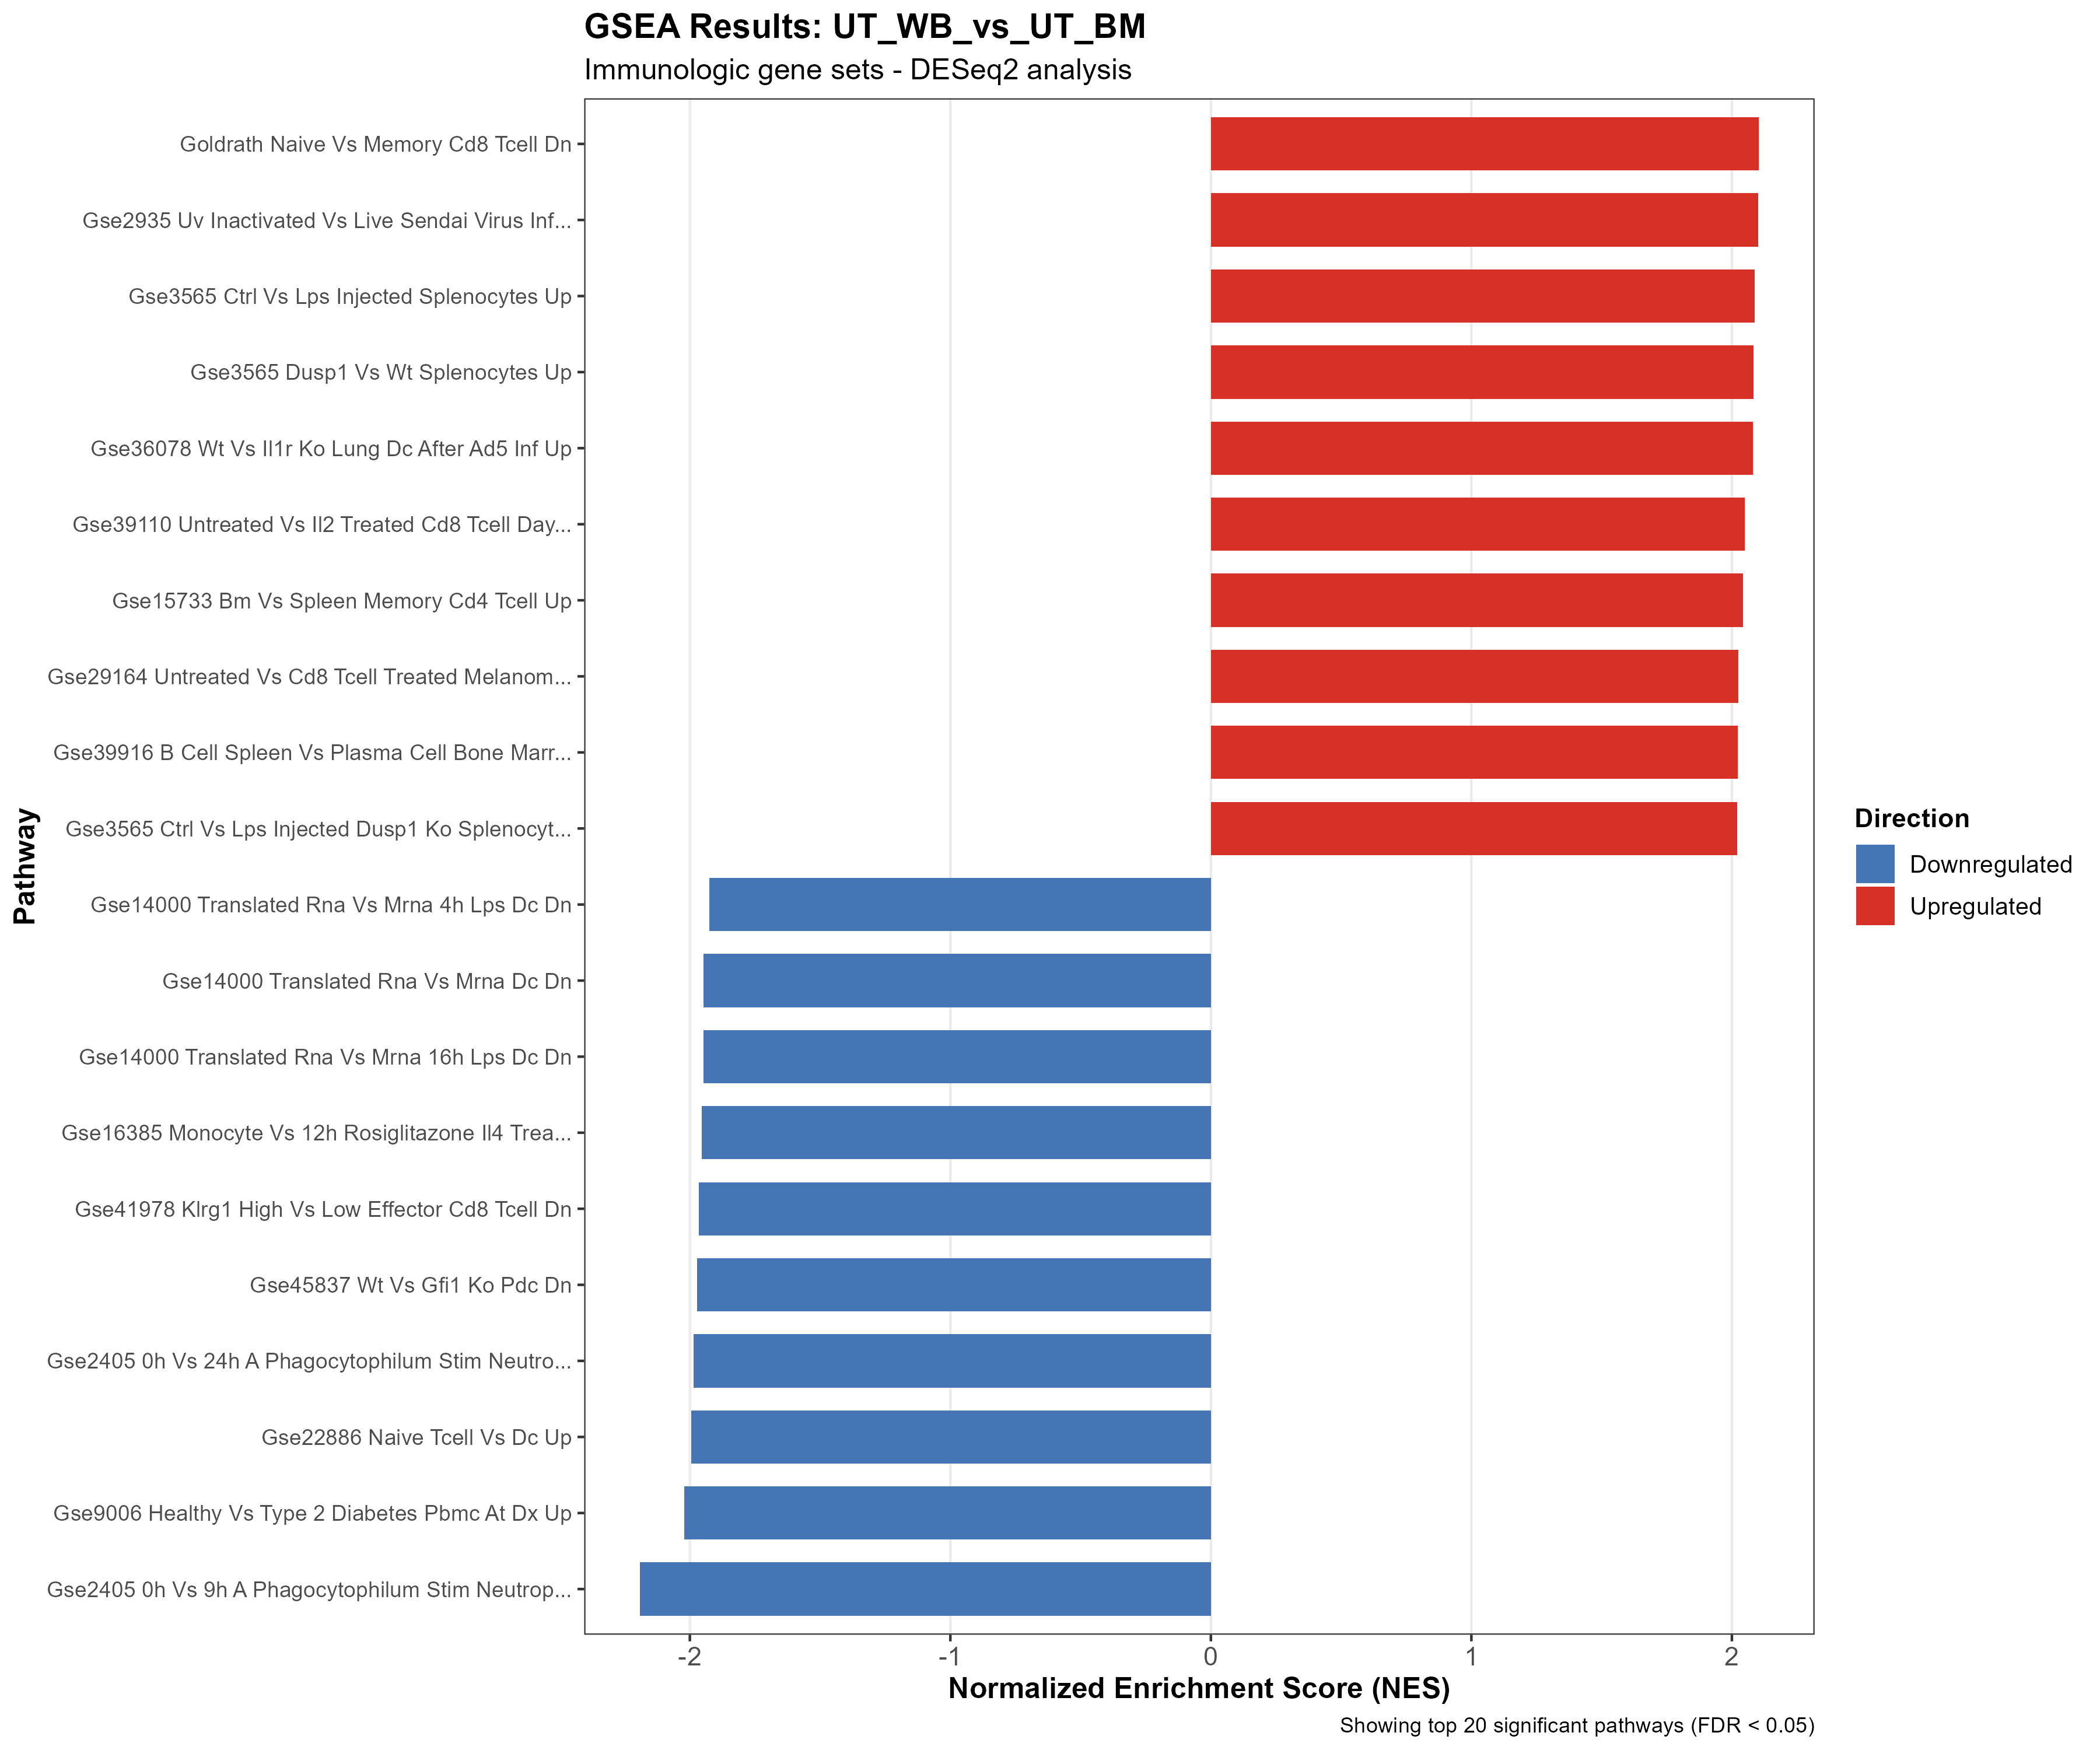 GSEA Results: UT_WB_vs_UT_BM
Immunologic gene sets - DESeq2 analysis
Goldrath Naive Vs Memory Cd8 Tcell Dn
Gse2935 Uv Inactivated Vs Live Sendai Virus Inf...
Gse3565 Ctrl Vs Lps Injected Splenocytes Up
Gse3565 Dusp1 Vs Wt Splenocytes Up
Gse36078 Wt Vs Il1r Ko Lung Dc After Ad5 Inf Up
Gse39110 Untreated Vs Il2 Treated Cd8 Tcell Day...
Gse15733 Bm Vs Spleen Memory Cd4 Tcell Up
Gse29164 Untreated Vs Cd8 Tcell Treated Melanom...
Gse39916 B Cell Spleen Vs Plasma Cell Bone Marr...
Gse3565 Ctrl Vs Lps Injected Dusp1 Ko Splenocyt...
Gse14000 Translated Rna Vs Mrna 4h Lps Dc Dn
Gse14000 Translated Rna Vs Mrna Dc Dn
Gse14000 Translated Rna Vs Mrna 16h Lps Dc Dn
Gse16385 Monocyte Vs 12h Rosiglitazone Il4 Trea...
Gse41978 Klrg1 High Vs Low Effector Cd8 Tcell Dn
Gse45837 Wt Vs Gfi1 Ko Pdc Dn
Gse2405 0h Vs 24h A Phagocytophilum Stim Neutro...
Gse22886 Naive Tcell Vs Dc Up
Gse9006 Healthy Vs Type 2 Diabetes Pbmc At Dx Up
Gse2405 0h Vs 9h A Phagocytophilum Stim Neutrop...
Pathway
-2 -1 0 1 2
Normalized Enrichment Score (NES)
Showing top 20 significant pathways (FDR < 0.05)
Direction
Downregulated
Upregulated